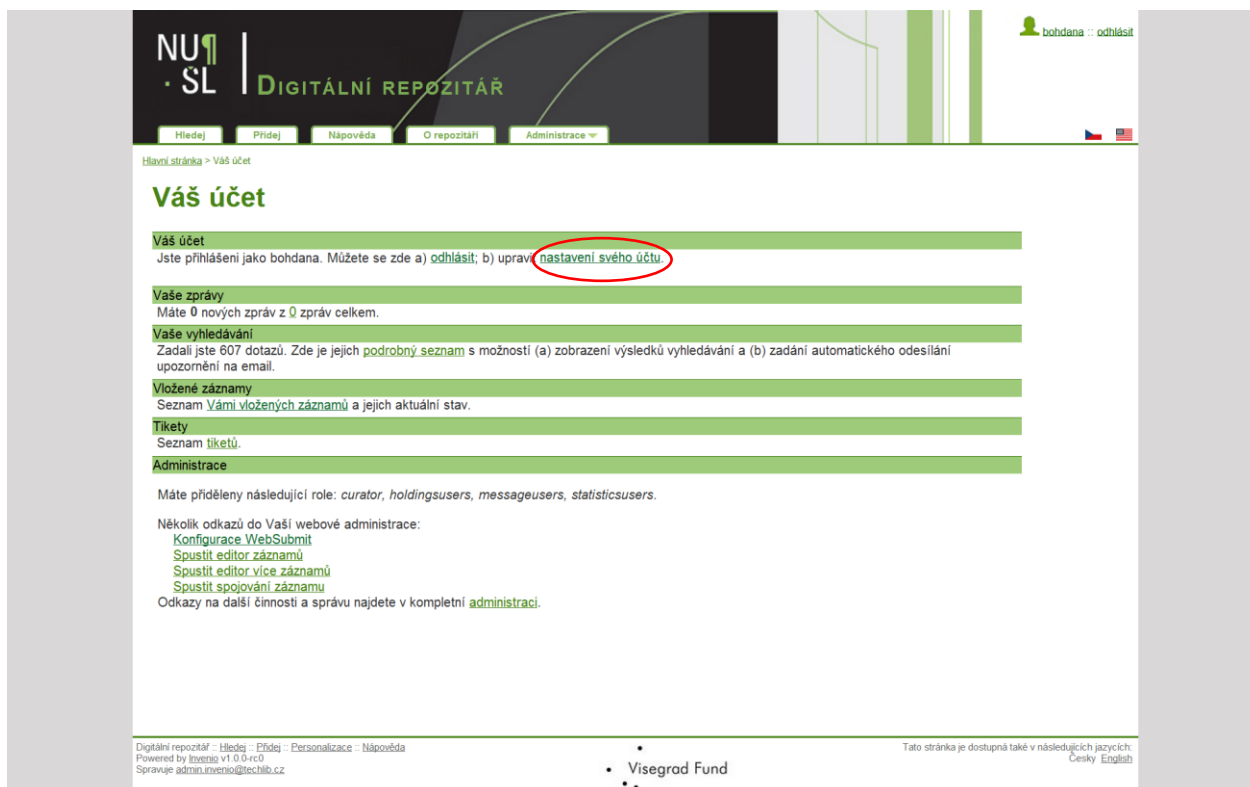 NU¶
· ŠL
DIGITÁLNÍ REPOZITÁŘ
bohdana :: odhlásit
Hledej Přidej Nápověda O repozitáři Administrace
Hlavní stránka > Váš účet
Váš účet
Váš účet
Jste přihlášeni jako bohdana. Můžete se zde a) odhlásit; b) upravi nastavení svého účtu.
Vaše zprávy
Máte 0 nových zpráv z 0 zpráv celkem.
Vaše vyhledávání
Zadali jste 607 dotazů. Zde je jejich podrobný seznam s možností (a) zobrazení výsledků vyhledávání a (b) zadání automatického odesílání
upozornění na email.
Vložené záznamy
Seznam Vámi vložených záznamů a jejich aktuální stav.
Tikety
Seznam tiketů.
Administrace
Máte přiděleny následující role: curator, holdingsusers, messageusers, statisticsusers.
Několik odkazů do Vaší webové administrace:
Konfigurace WebSubmit
Spustit editor záznamů
Spustit editor více záznamů
Spustit spojování záznamu
Odkazy na další činnosti a správu najdete v kompletní administraci.
Digitální repozitář :: Hledej :: Přidej :: Personalizace :: Nápověda
Powered by Invenio v1.0.0-rc0
Spravuje admin.invenio@techlib.cz
• Visegrad Fund
Tato stránka je dostupná také v následujících jazycích:
Česky English